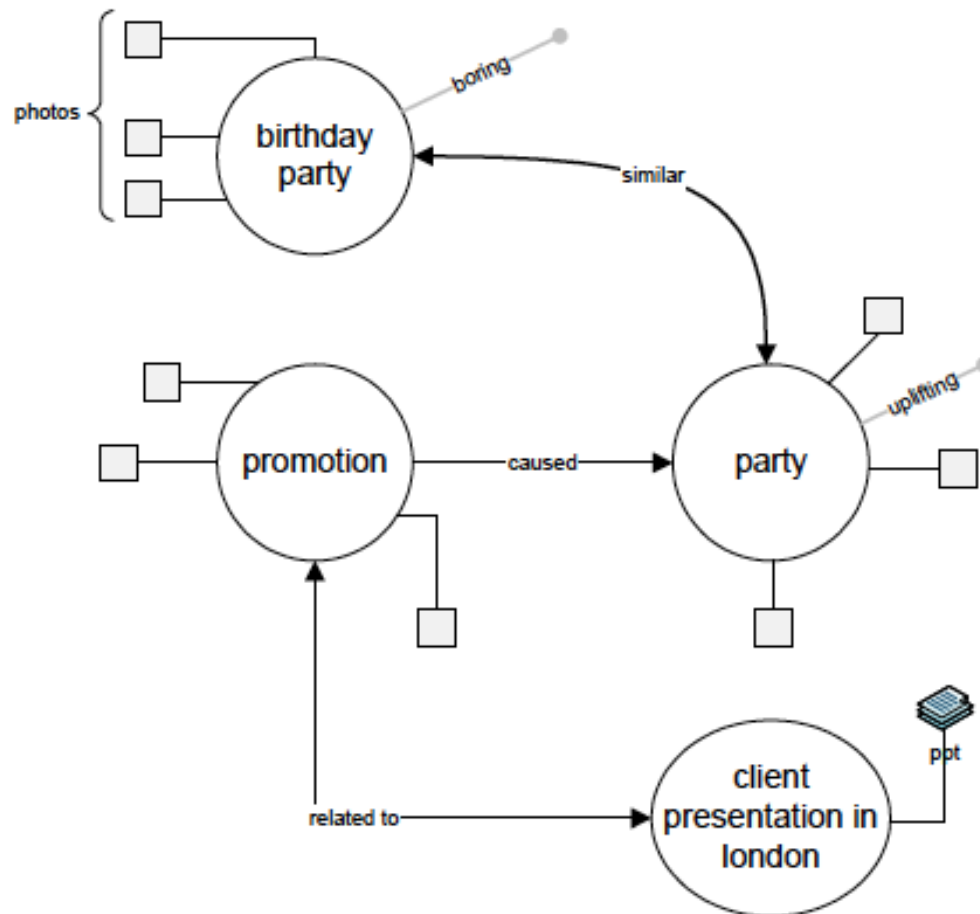 boring
photos
birthday
party
similar
uplifting
promotion
caused
party
ppt
client
presentation in
london
related to